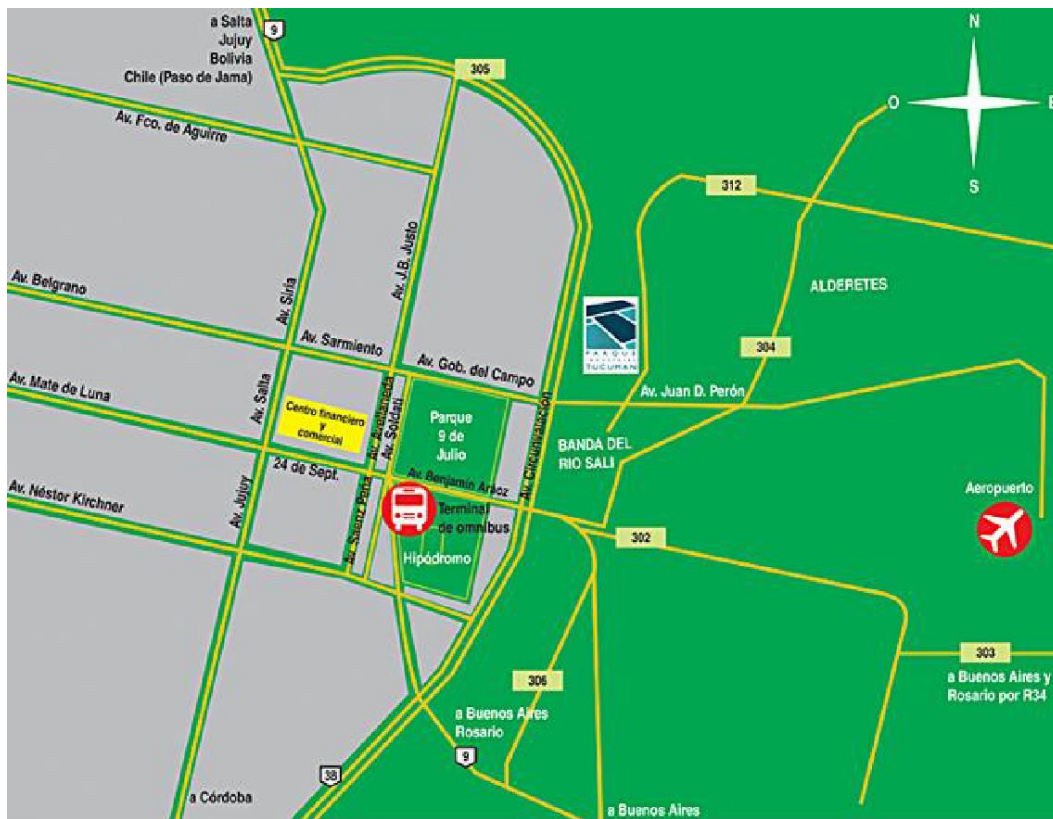 a Salta
Jujuy
Bolivia
Chile (Paso de Jama)
9
305
N
O
E
S
Av. Fco. de Aguirre
312
Av. J.B. Justo
Av. Belgrano
Av. Siria
ALDERETES
PARQUE
TUCUMAN
Av. Sarmiento
304
Av. Gob. del Campo
Av. Mate de Luna
Av. Juan D. Perón
Av. Salta
Centro financiero
y
comercial
Av. Avellaneda
Av. Soldati
Parque
9 de
Julio
Av. Circunvalación
BANDA DEL
RIO SALI
24 de Sept.
Av. Benjamín Araoz
Av. Néstor Kirchner
Av. Jujuy
Av. Saenz Peña
Terminal
de omnibus
Aeropuerto
302
Hipódromo
303
a Buenos Aires y
Rosario por R34
306
a Buenos Aires
Rosario
9
38
a Córdoba
a Buenos Aires